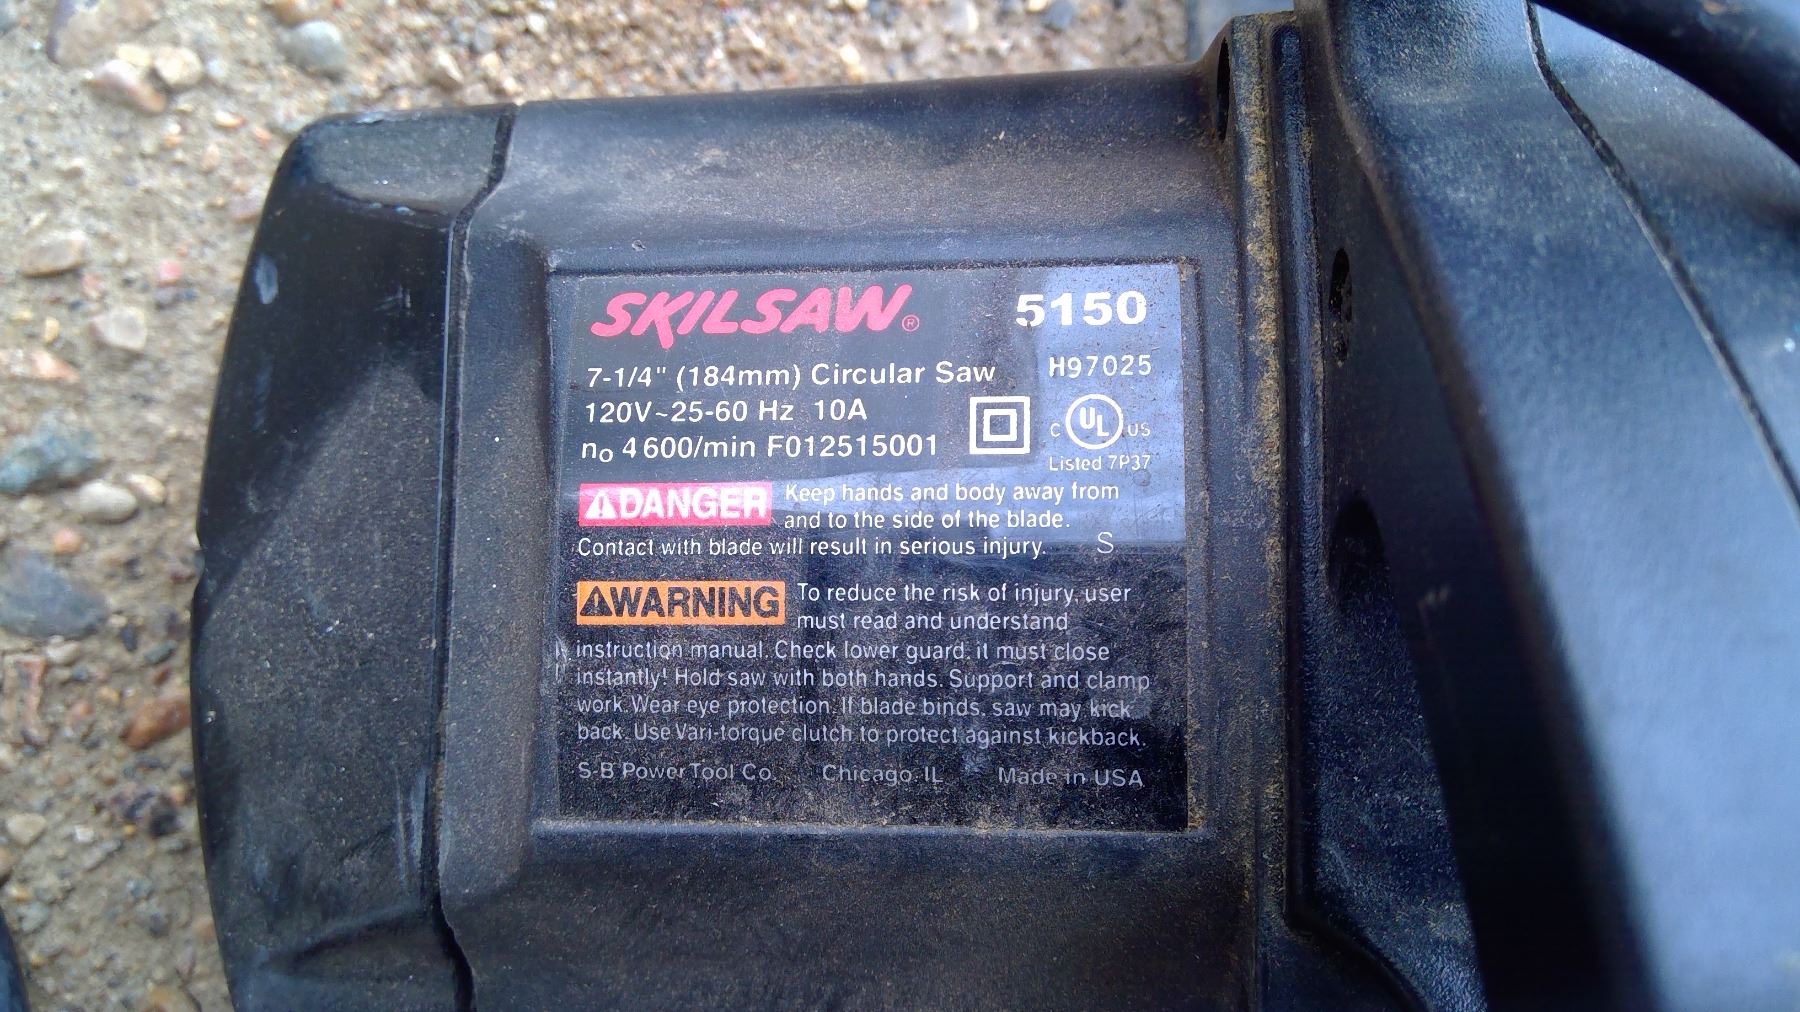 SKILSAW® 5150
7-1/4" (184mm) Circular Saw H97025
120V~25-60 Hz 10A
n₀ 4600/min F012515001
C UL US
Listed 7P37
DANGER Keep hands and body away from
and to the side of the blade.
Contact with blade will result in serious injury. S
WARNING To reduce the risk of injury, user
must read and understand
instruction manual. Check lower guard. it must close
instantly! Hold saw with both hands. Support and clamp
work. Wear eye protection. If blade binds, saw may kick
back. Use Vari-torque clutch to protect against kickback.
S-B Power Tool Co. Chicago, IL Made in USA